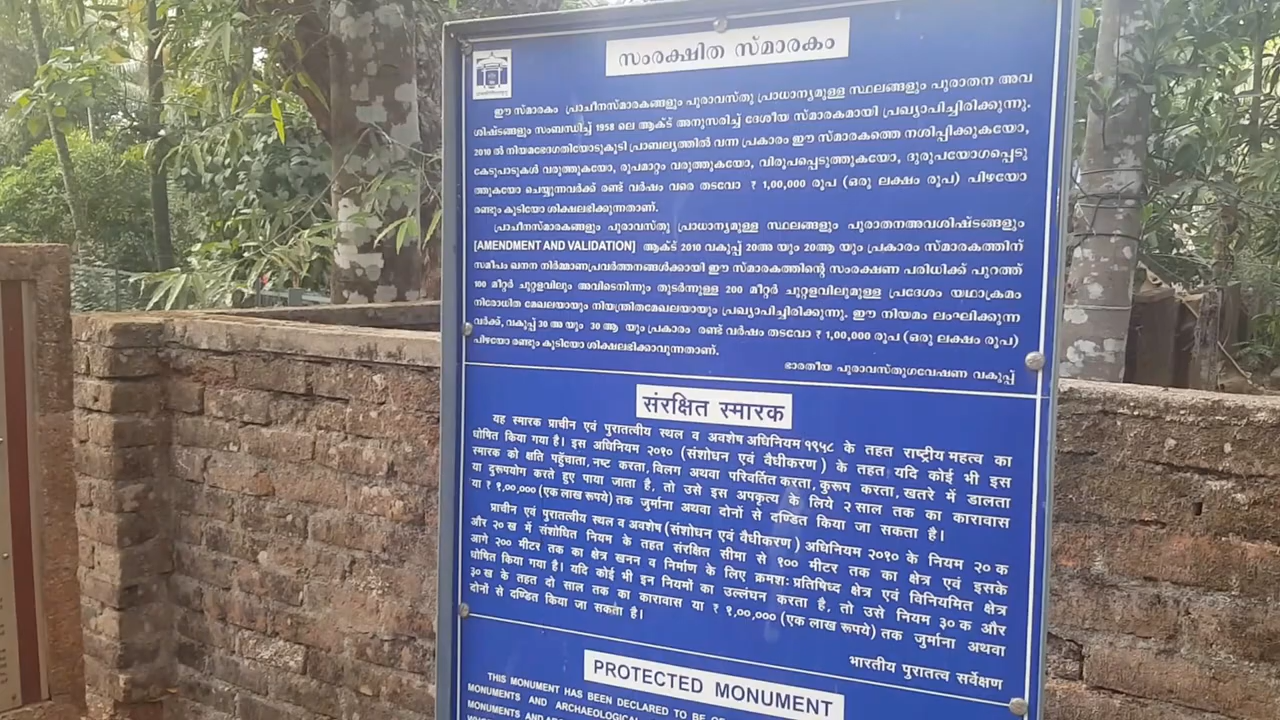 സംരക്ഷിത സ്മാരകം
ഈ സ്മാരകം പ്രാചീനസ്മാരകങ്ങളും പുരാവസ്തു പ്രാധാന്യമുള്ള സ്ഥലങ്ങളും പുരാതന അവ
ശിഷ്ടങ്ങളും സംബന്ധിച്ച് 1958 ലെ ആക്ട് അനുസരിച്ച് ദേശീയ സ്മാരകമായി പ്രഖ്യാപിച്ചിരിക്കുന്നു.
2010 ൽ നിയമഭേദഗതിയോടുകൂടി പ്രാബല്യത്തിൽ വന്ന പ്രകാരം ഈ സ്മാരകത്തെ നശിപ്പിക്കുകയോ,
കേടുപാടുകൾ വരുത്തുകയോ, രൂപമാറ്റം വരുത്തുകയോ, വിരൂപപ്പെടുത്തുകയോ, ദുരുപയോഗപ്പെടു
ത്തുകയോ ചെയ്യുന്നവർക്ക് രണ്ട് വർഷം വരെ തടവോ ₹ 1,00,000 രൂപ (ഒരു ലക്ഷം രൂപ) പിഴയോ
രണ്ടും കൂടിയോ ശിക്ഷലഭിക്കുന്നതാണ്.
പ്രാചീനസ്മാരകങ്ങളും പുരാവസ്തു പ്രാധാന്യമുള്ള സ്ഥലങ്ങളും പുരാതനഅവശിഷ്ടങ്ങളും
[AMENDMENT AND VALIDATION] ആക്ട് 2010 വകുപ്പ് 20അ യും 20ആ യും പ്രകാരം സ്മാരകത്തിന്
സമീപം ഖനന നിർമ്മാണപ്രവർത്തനങ്ങൾക്കായി ഈ സ്മാരകത്തിന്റെ സംരക്ഷണ പരിധിക്ക് പുറത്ത്
100 മീറ്റർ ചുറ്റളവിലും അവിടെനിന്നും തുടർന്നുള്ള 200 മീറ്റർ ചുറ്റളവിലുമുള്ള പ്രദേശം യഥാക്രമം
നിരോധിത മേഖലയായും നിയന്ത്രിതമേഖലയായും പ്രഖ്യാപിച്ചിരിക്കുന്നു. ഈ നിയമം ലംഘിക്കുന്ന
വർക്ക്, വകുപ്പ് 30 അ യും 30 ആ യും പ്രകാരം രണ്ട് വർഷം തടവോ ₹ 1,00,000 രൂപ (ഒരു ലക്ഷം രൂപ)
പിഴയോ രണ്ടും കൂടിയോ ശിക്ഷലഭിക്കാവുന്നതാണ്.
ഭാരതീയ പുരാവസ്തുഗവേഷണ വകുപ്പ്
संरक्षित स्मारक
यह स्मारक प्राचीन एवं पुरातत्वीय स्थल व अवशेष अधिनियम १९५८ के तहत राष्ट्रीय महत्व का
घोषित किया गया है। इस अधिनियम २०१० (संशोधन एवं वैधीकरण) के तहत यदि कोई भी इस
स्मारक को क्षति पहुँचाता, नष्ट करता, विलग अथवा परिवर्तित करता, कुरूप करता, खतरे में डालता
या दुरूपयोग करते हुए पाया जाता है, तो उसे इस अपकृत्य के लिये २ साल तक का कारावास
या ₹ १,००,००० (एक लाख रूपये) तक जुर्माना अथवा दोनों से दण्डित किया जा सकता है।
प्राचीन एवं पुरातत्वीय स्थल व अवशेष (संशोधन एवं वैधीकरण) अधिनियम २०१० के नियम २० क
और २० ख में संशोधित नियम के तहत संरक्षित सीमा से १०० मीटर तक का क्षेत्र एवं इसके
आगे २०० मीटर तक का क्षेत्र खनन व निर्माण के लिए क्रमशः प्रतिषिध्द क्षेत्र एवं विनियमित क्षेत्र
घोषित किया गया है। यदि कोई भी इन नियमों का उल्लंघन करता है, तो उसे नियम ३० क और
३० ख के तहत दो साल तक का कारावास या ₹ १,००,००० (एक लाख रूपये) तक जुर्माना अथवा
दोनों से दण्डित किया जा सकता है।
भारतीय पुरातत्व सर्वेक्षण
PROTECTED MONUMENT
THIS MONUMENT HAS BEEN DECLARED TO BE OF
MONUMENTS AND ARCHAEOLOGICAL
MONUMENTS AND